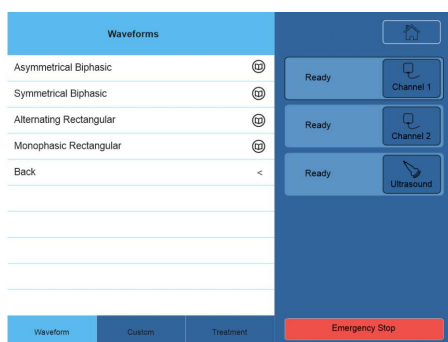 Waveforms
Asymmetrical Biphasic
Symmetrical Biphasic
Alternating Rectangular
Monophasic Rectangular
Back <
Waveform Custom Treatment
Ready Channel 1
Ready Channel 2
Ready Ultrasound
Emergency Stop